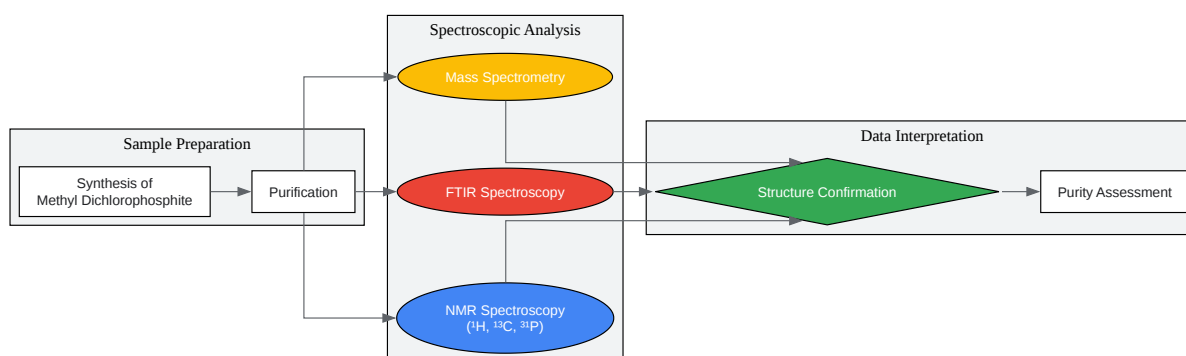 Sample Preparation
Synthesis of
Methyl Dichlorophosphite
Purification
Spectroscopic Analysis
Mass Spectrometry
FTIR Spectroscopy
NMR Spectroscopy
(¹H, ¹³C, ³¹P)
Data Interpretation
Structure Confirmation
Purity Assessment